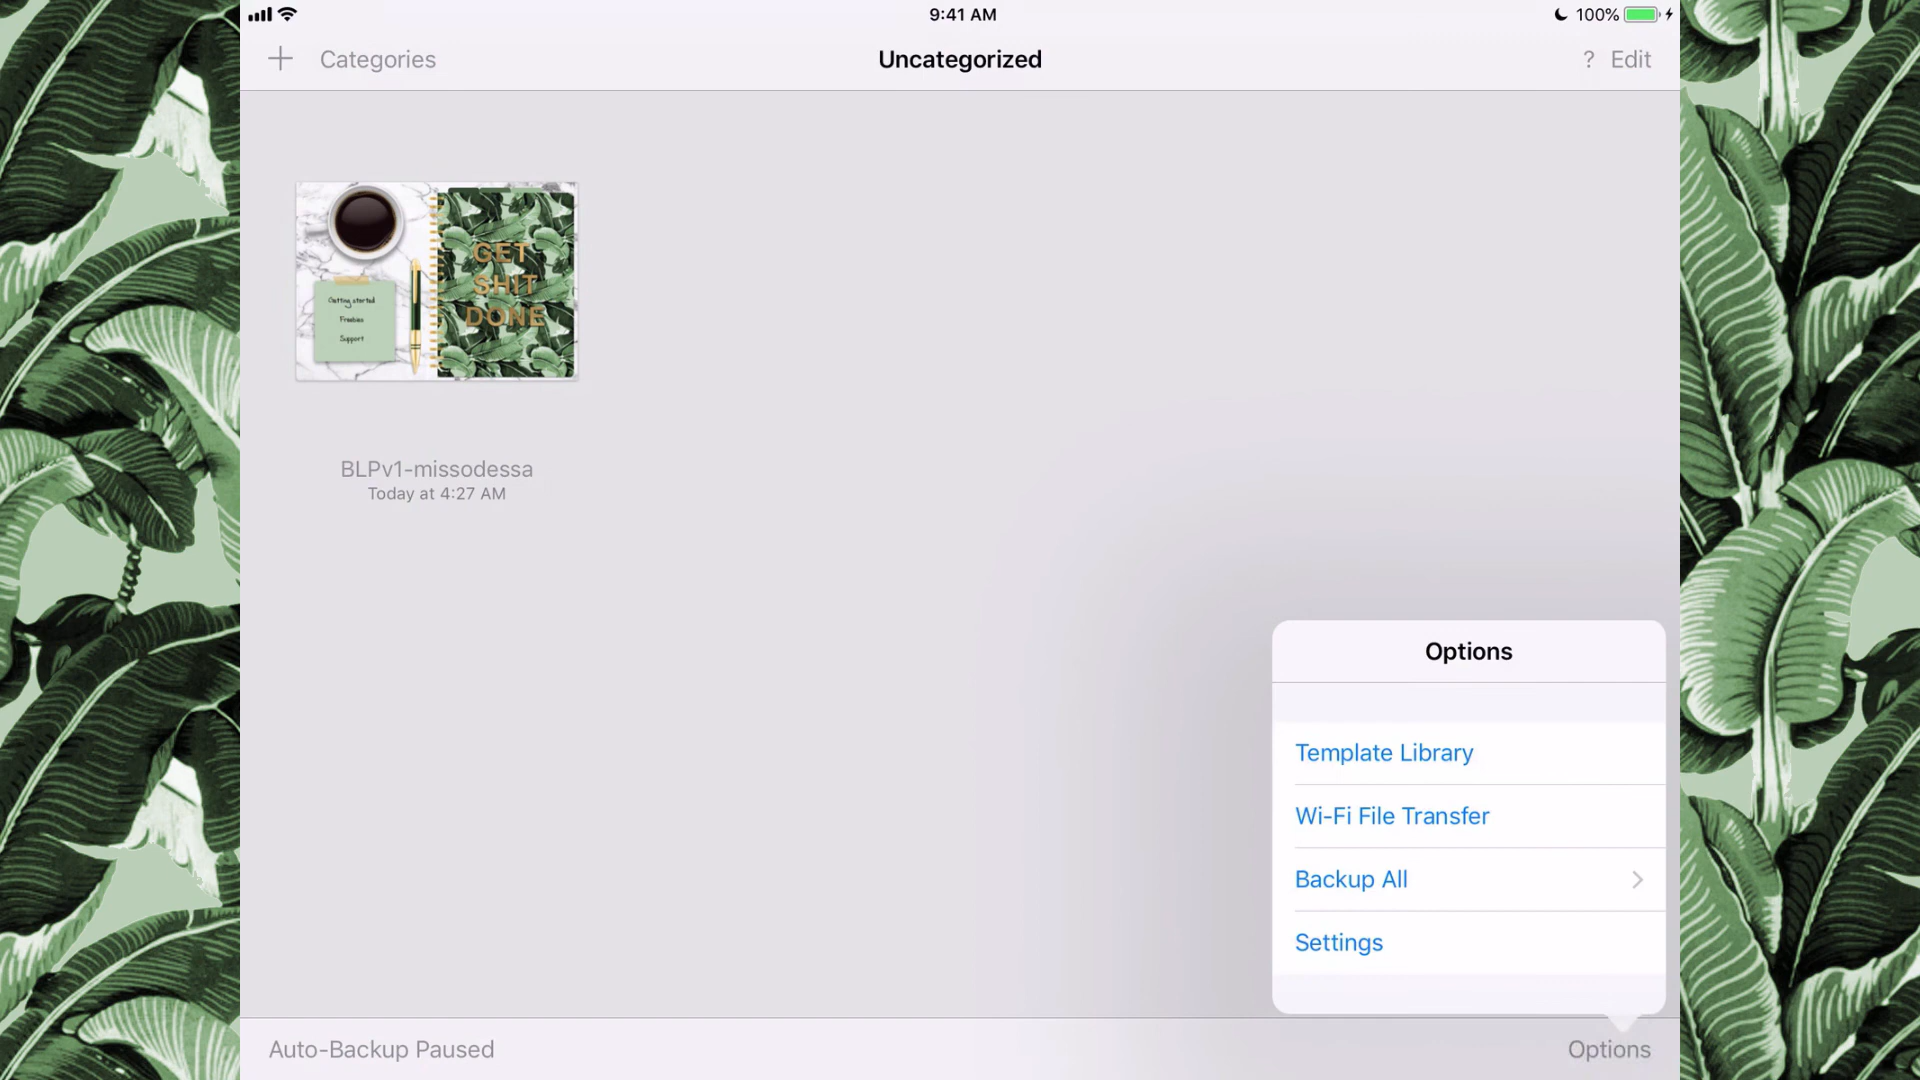 9:41 AM
100%
Categories
Uncategorized
? Edit
GET
SHIT
DONE
Getting started
Freebies
Support
BLPv1-missodessa
Today at 4:27 AM
Options
Template Library
Wi-Fi File Transfer
Backup All
Settings
Auto-Backup Paused
Options